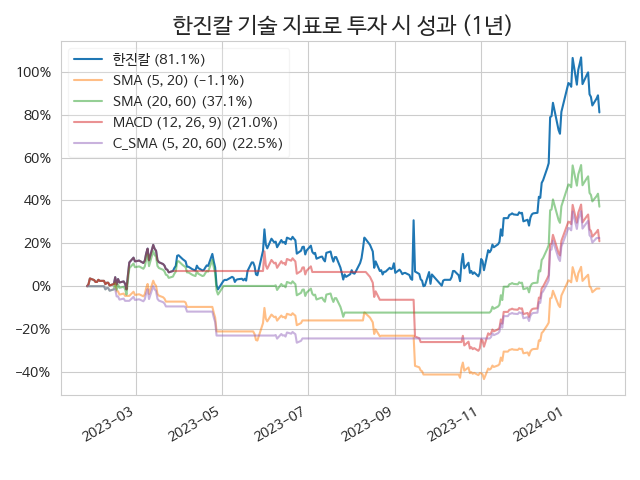 한진칼 기술 지표로 투자 시 성과 (1년)
한진칼 (81.1%)
SMA (5, 20) (-1.1%)
SMA (20, 60) (37.1%)
MACD (12, 26, 9) (21.0%)
C_SMA (5, 20, 60) (22.5%)
100%
80%
60%
40%
20%
0%
-20%
-40%
2023-03
2023-05
2023-07
2023-09
2023-11
2024-01